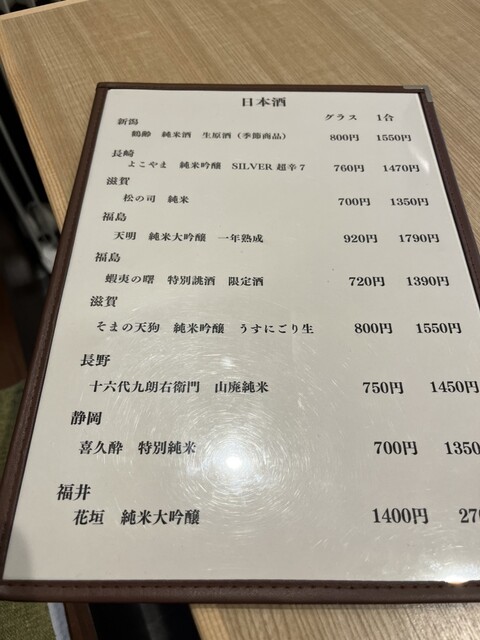 日本酒
グラス 1合
新潟
鶴齢 純米酒 生原酒（季節商品） 800円 1550円
長崎
よこやま 純米吟醸 SILVER 超辛7 760円 1470円
滋賀
松の司 純米 700円 1350円
福島
天明 純米大吟醸 一年熟成 920円 1790円
福島
蝦夷の曙 特別誂酒 限定酒 720円 1390円
滋賀
そまの天狗 純米吟醸 うすにごり生 800円 1550円
長野
十六代九朗右衛門 山廃純米 750円 1450円
静岡
喜久酔 特別純米 700円 1350
福井
花垣 純米大吟醸 1400円 27